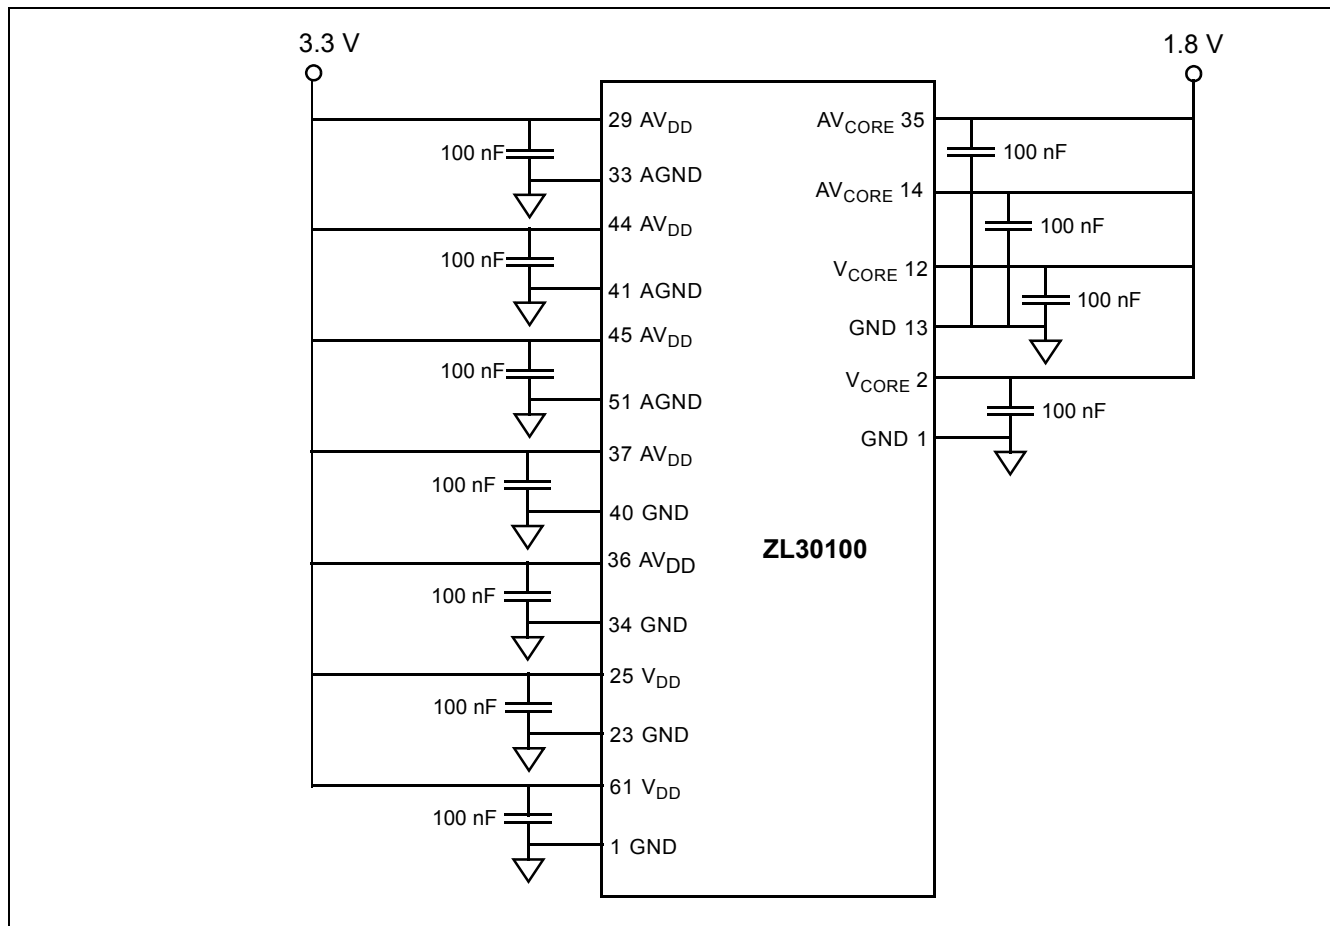 3.3 V
1.8 V
29 AVDD
100 nF
33 AGND
44 AVDD
100 nF
41 AGND
45 AVDD
100 nF
51 AGND
37 AVDD
100 nF
40 GND
36 AVDD
100 nF
34 GND
25 VDD
100 nF
23 GND
61 VDD
100 nF
1 GND
ZL30100
AVCORE 35
100 nF
AVCORE 14
100 nF
VCORE 12
100 nF
GND 13
VCORE 2
100 nF
GND 1